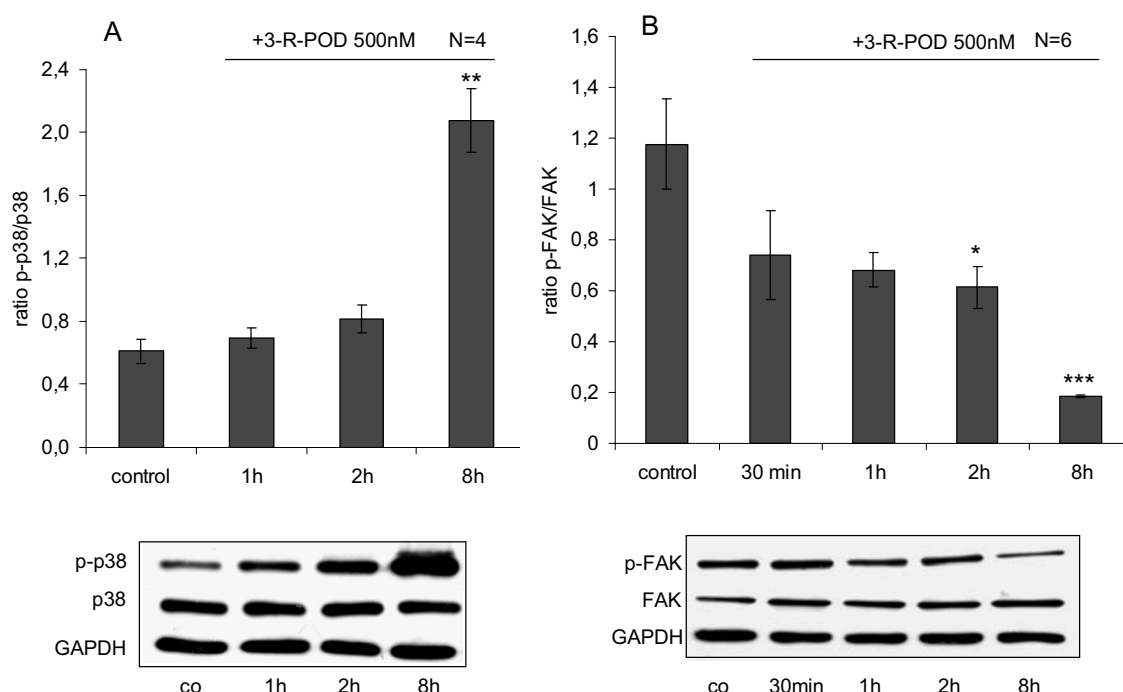 A
+3-R-POD 500nM N=4
ratio p-p38/p38
2,4
2,0
1,6
1,2
0,8
0,4
0,0
**
control 1h 2h 8h
p-p38
p38
GAPDH
co 1h 2h 8h
B
+3-R-POD 500nM N=6
ratio p-FAK/FAK
1,6
1,4
1,2
1
0,8
0,6
0,4
0,2
0
*
***
control 30 min 1h 2h 8h
p-FAK
FAK
GAPDH
co 30min 1h 2h 8h